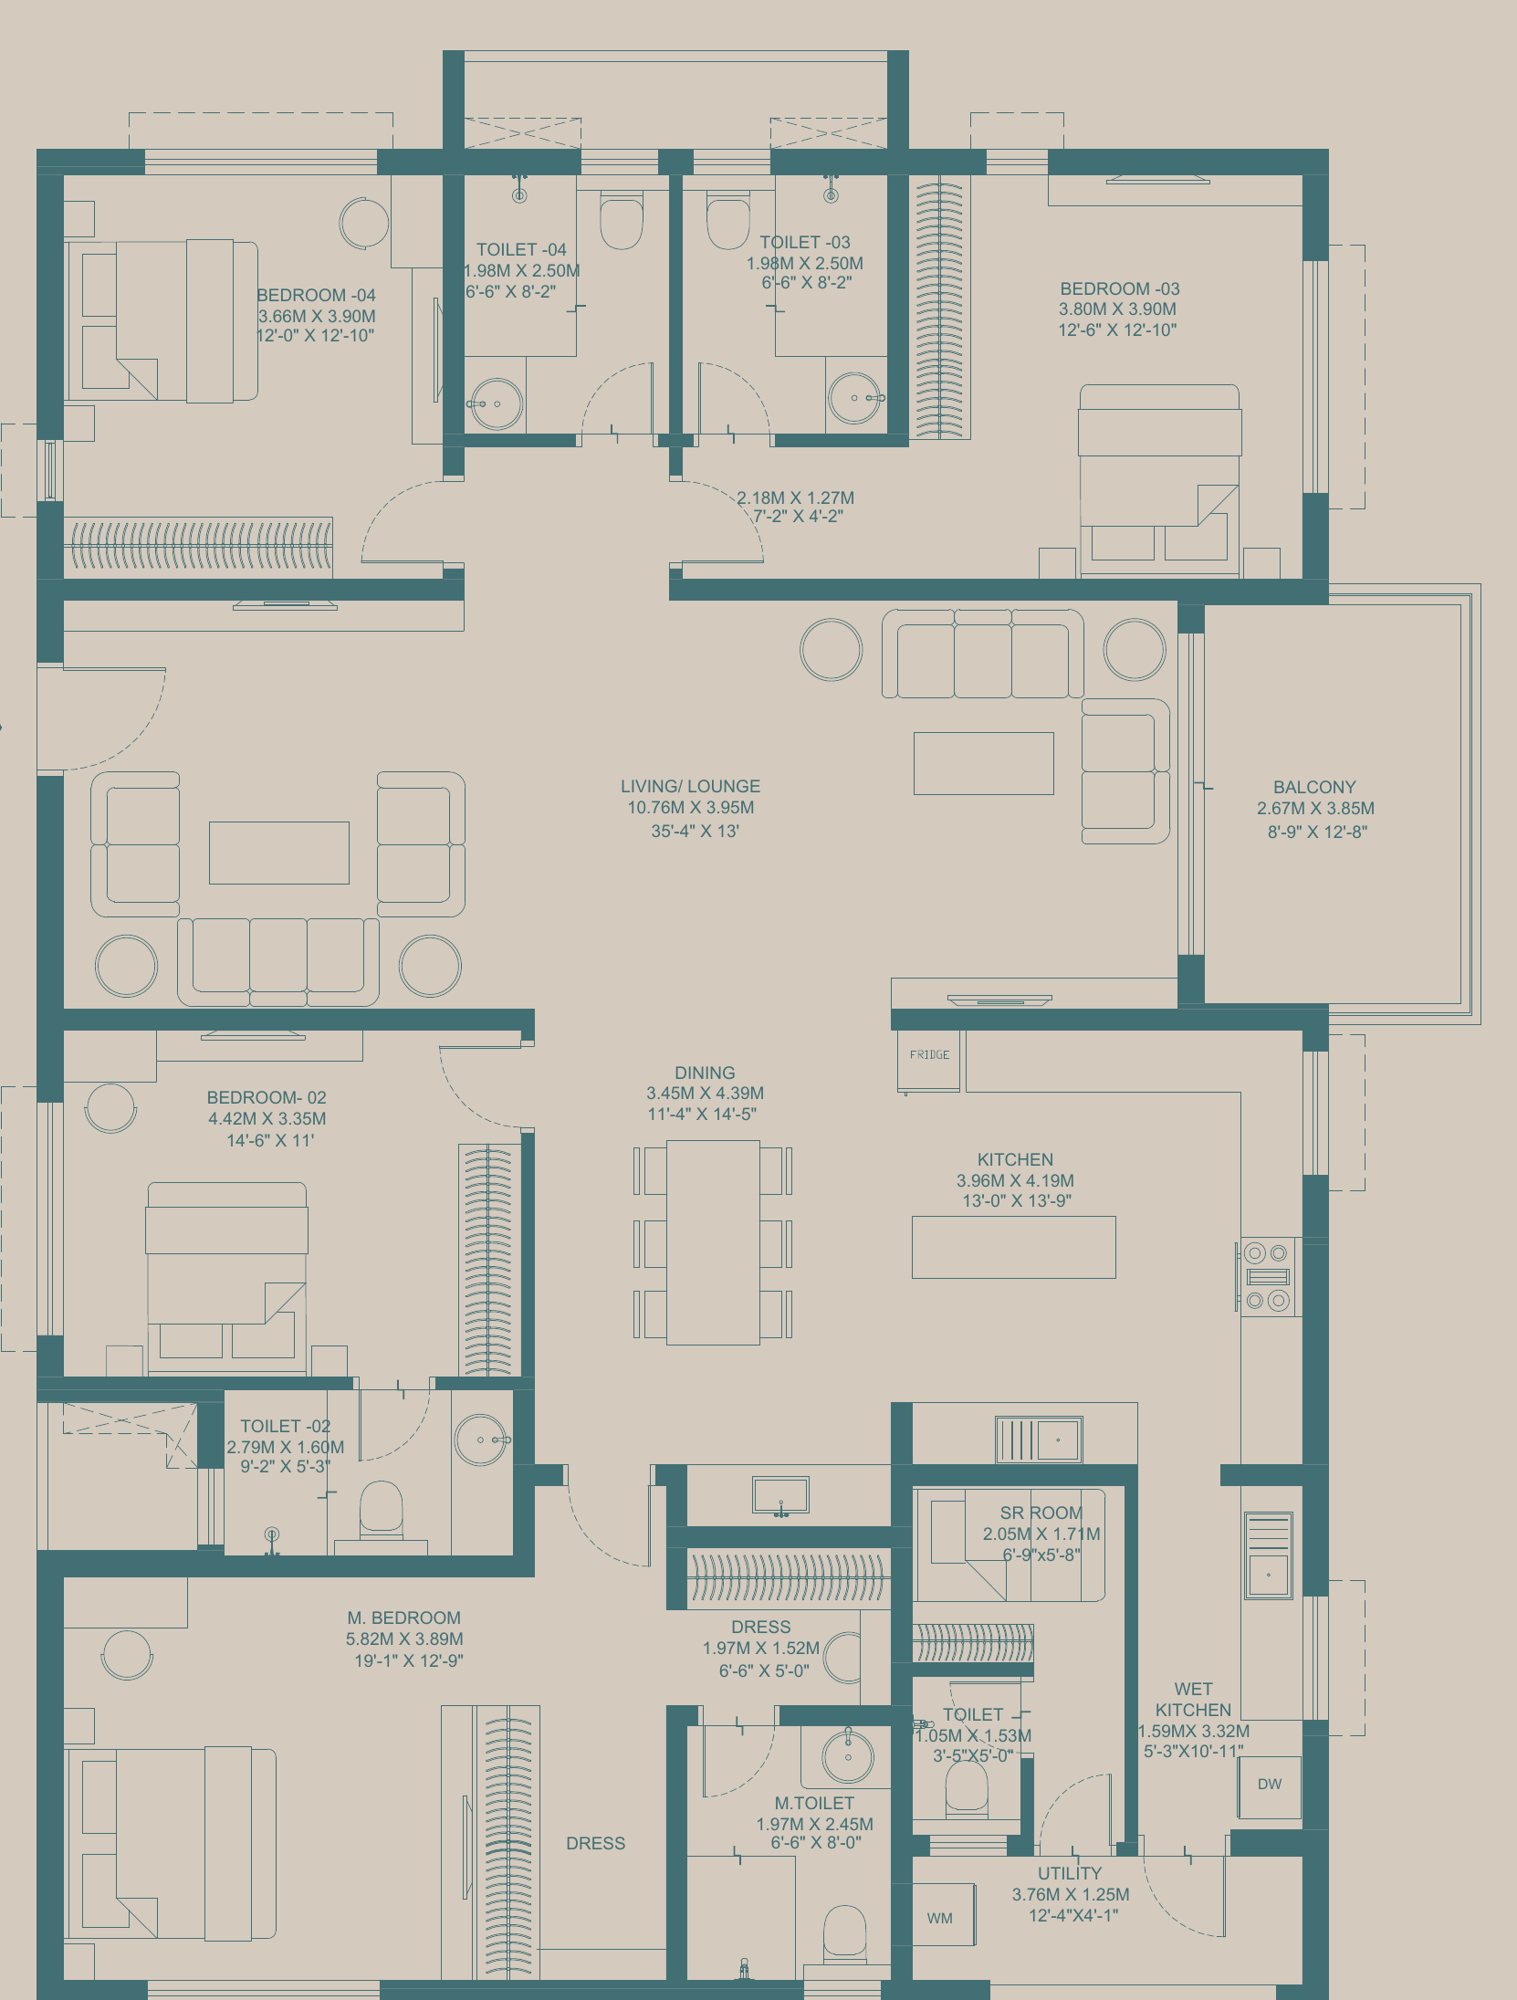 TOILET -04
1.98M X 2.50M
6'-6" X 8'-2"
TOILET -03
1.98M X 2.50M
6'-6" X 8'-2"
BEDROOM -04
3.66M X 3.90M
12'-0" X 12'-10"
BEDROOM -03
3.80M X 3.90M
12'-6" X 12'-10"
2.18M X 1.27M
7'-2" X 4'-2"
LIVING/ LOUNGE
10.76M X 3.95M
35'-4" X 13'
BALCONY
2.67M X 3.85M
8'-9" X 12'-8"
FRIDGE
DINING
3.45M X 4.39M
11'-4" X 14'-5"
BEDROOM- 02
4.42M X 3.35M
14'-6" X 11'
KITCHEN
3.96M X 4.19M
13'-0" X 13'-9"
TOILET -02
2.79M X 1.60M
9'-2" X 5'-3"
SR ROOM
2.05M X 1.71M
6'-9"x5'-8"
M. BEDROOM
5.82M X 3.89M
19'-1" X 12'-9"
DRESS
1.97M X 1.52M
6'-6" X 5'-0"
WET
KITCHEN
1.59MX 3.32M
5'-3"X10'-11"
TOILET
1.05M X 1.53M
3'-5"X5'-0"
DW
M.TOILET
1.97M X 2.45M
6'-6" X 8'-0"
DRESS
UTILITY
3.76M X 1.25M
12'-4"X4'-1"
WM